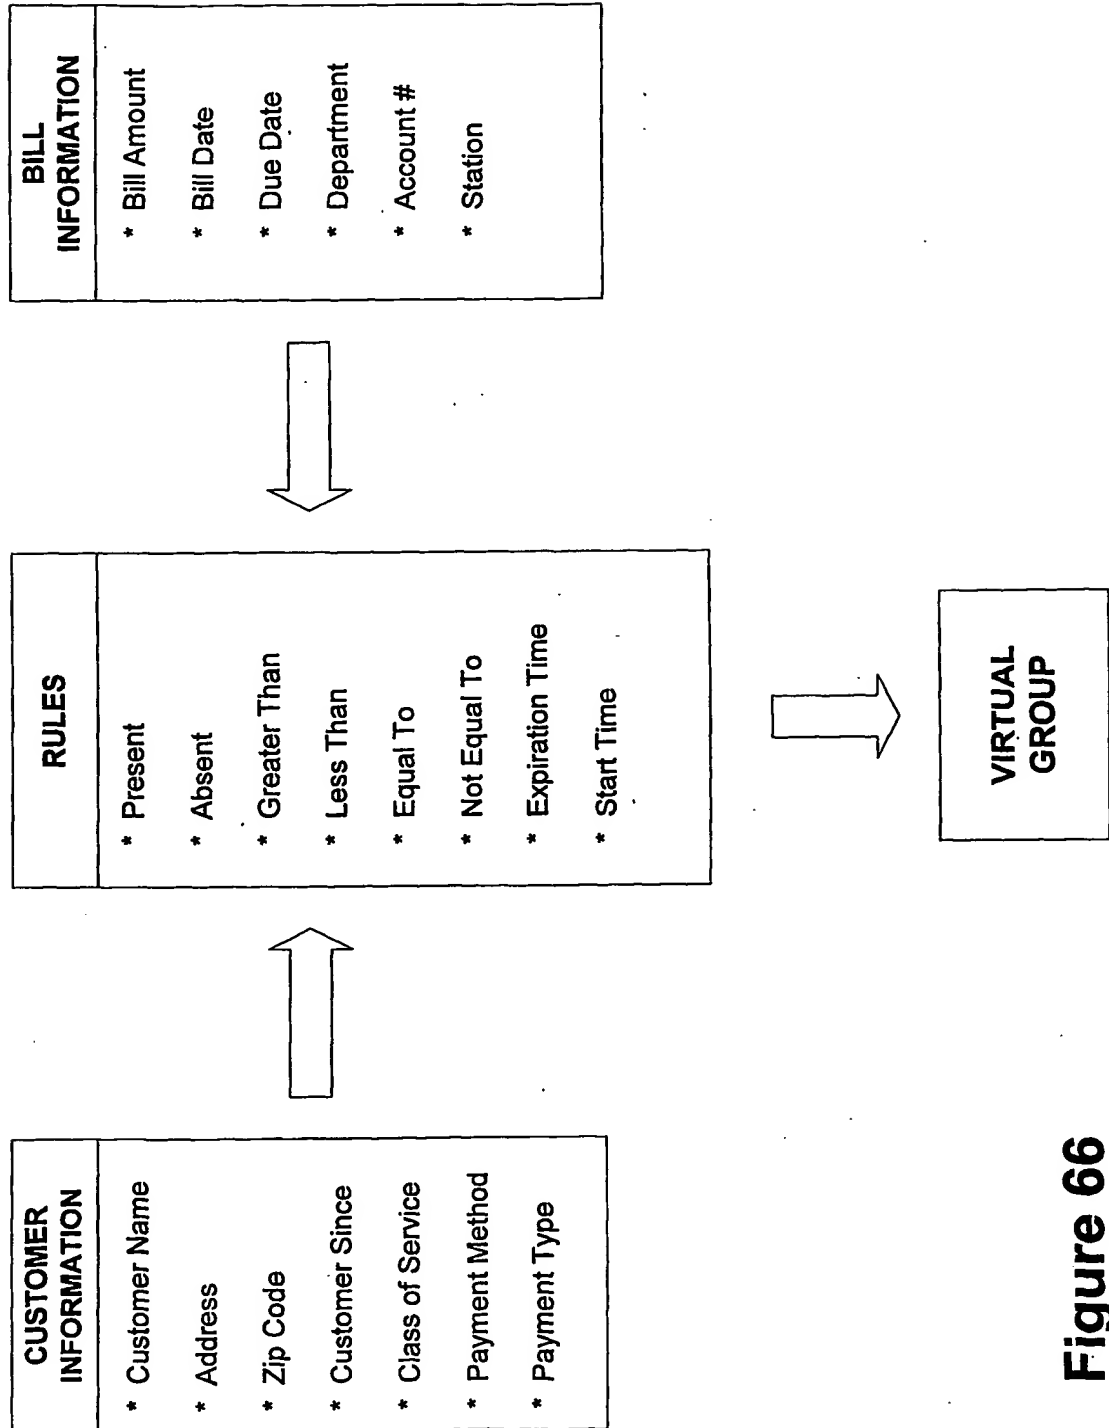 CUSTOMER
INFORMATION
* Customer Name
* Address
* Zip Code
* Customer Since
* Class of Service
* Payment Method
* Payment Type
RULES
* Present
* Absent
* Greater Than
* Less Than
* Equal To
* Not Equal To
* Expiration Time
* Start Time
BILL
INFORMATION
* Bill Amount
* Bill Date
* Due Date
* Department
* Account #
* Station
VIRTUAL
GROUP
Figure 66